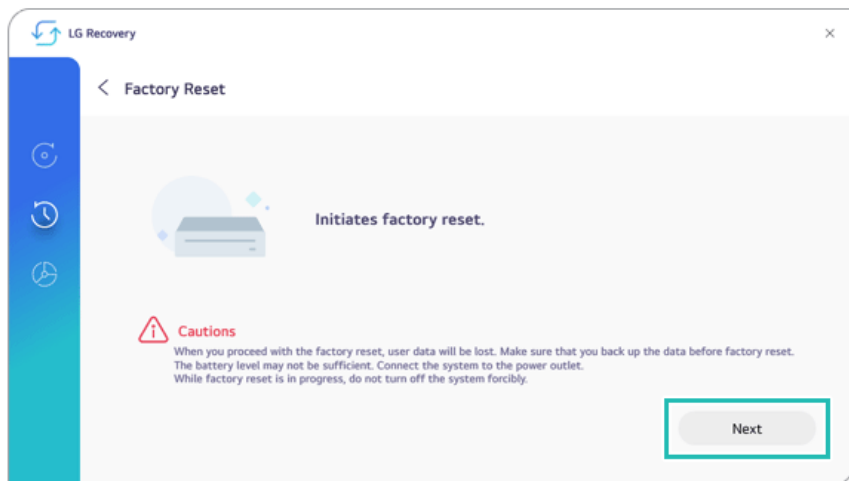 LG Recovery
Factory Reset
Initiates factory reset.
Cautions
When you proceed with the factory reset, user data will be lost. Make sure that you back up the data before factory reset.
The battery level may not be sufficient. Connect the system to the power outlet.
While factory reset is in progress, do not turn off the system forcibly.
Next